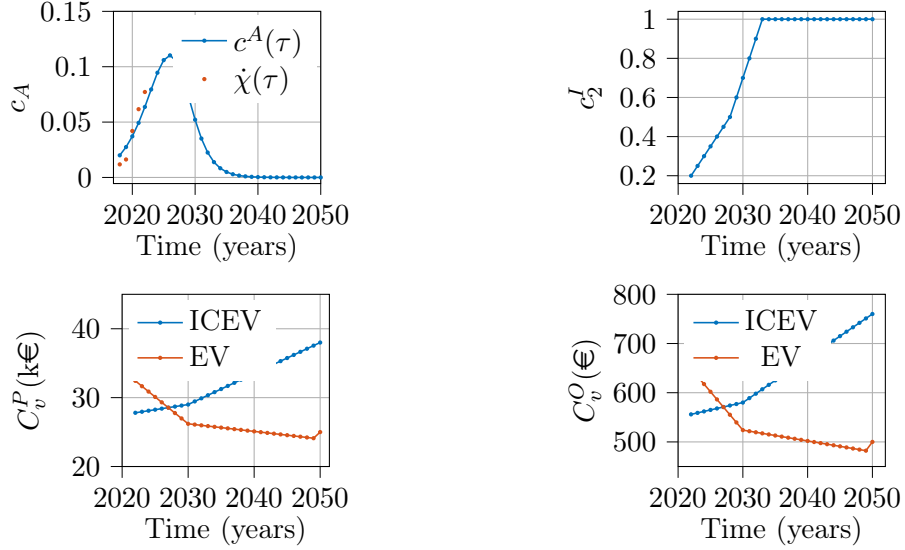 0.15
0.1
0.05
0
c_A
c^A(τ)
χ̇(τ)
2020 2030 2040 2050
Time (years)
1
0.8
0.6
0.4
0.2
c_2^I
2020 2030 2040 2050
Time (years)
40
30
20
C_v^P(k€)
ICEV
EV
2020 2030 2040 2050
Time (years)
800
700
600
500
C_v^O(€)
ICEV
EV
2020 2030 2040 2050
Time (years)